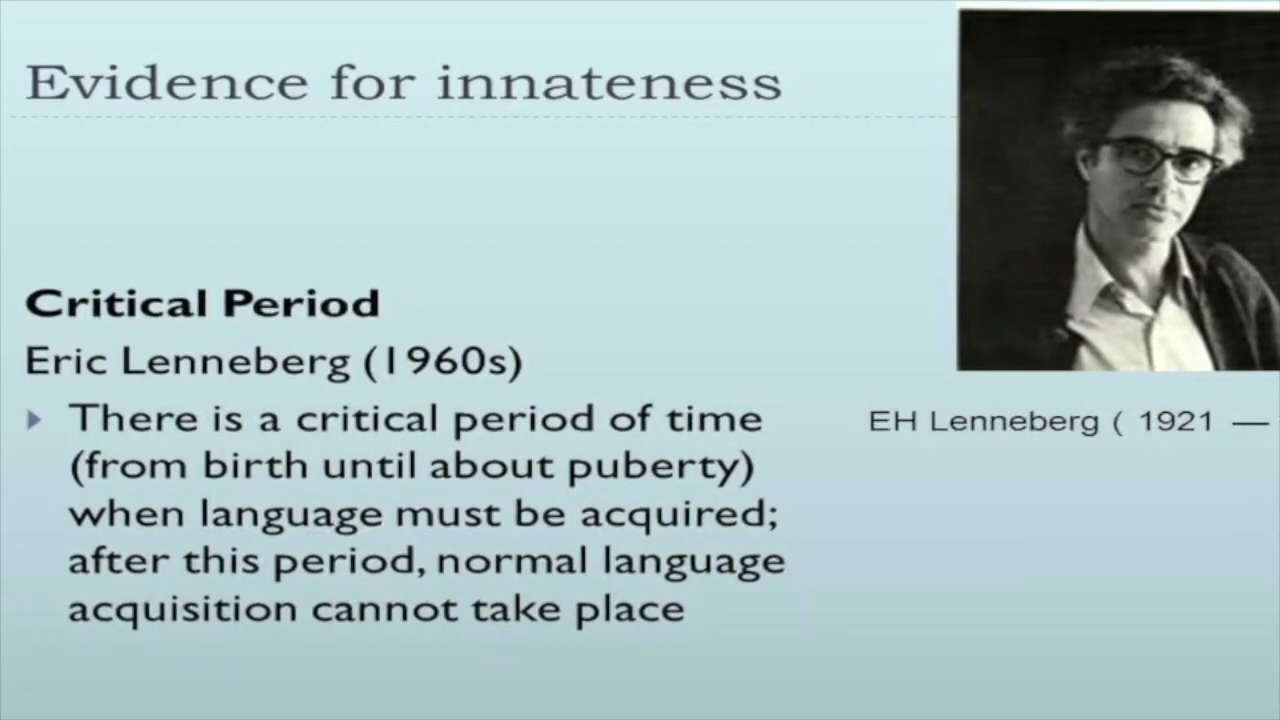 Evidence for innateness
Critical Period
Eric Lenneberg (1960s)
There is a critical period of time
(from birth until about puberty)
when language must be acquired;
after this period, normal language
acquisition cannot take place
EH Lenneberg ( 1921 —